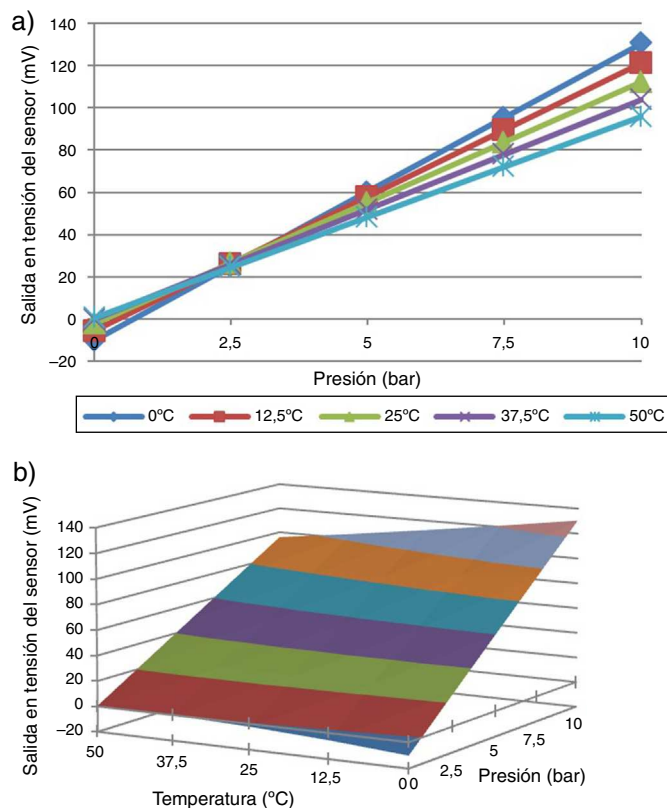 a)
140
120
100
80
60
40
20
0
–20
Salida en tensión del sensor (mV)
0 2,5 5 7,5 10
Presión (bar)
0ºC 12,5ºC 25ºC 37,5ºC 50ºC
b)
140
120
100
80
60
40
20
0
–20
Salida en tensión del sensor (mV)
50 37,5 25 12,5 0
Temperatura (ºC)
0 2,5 5 7,5 10
Presión (bar)